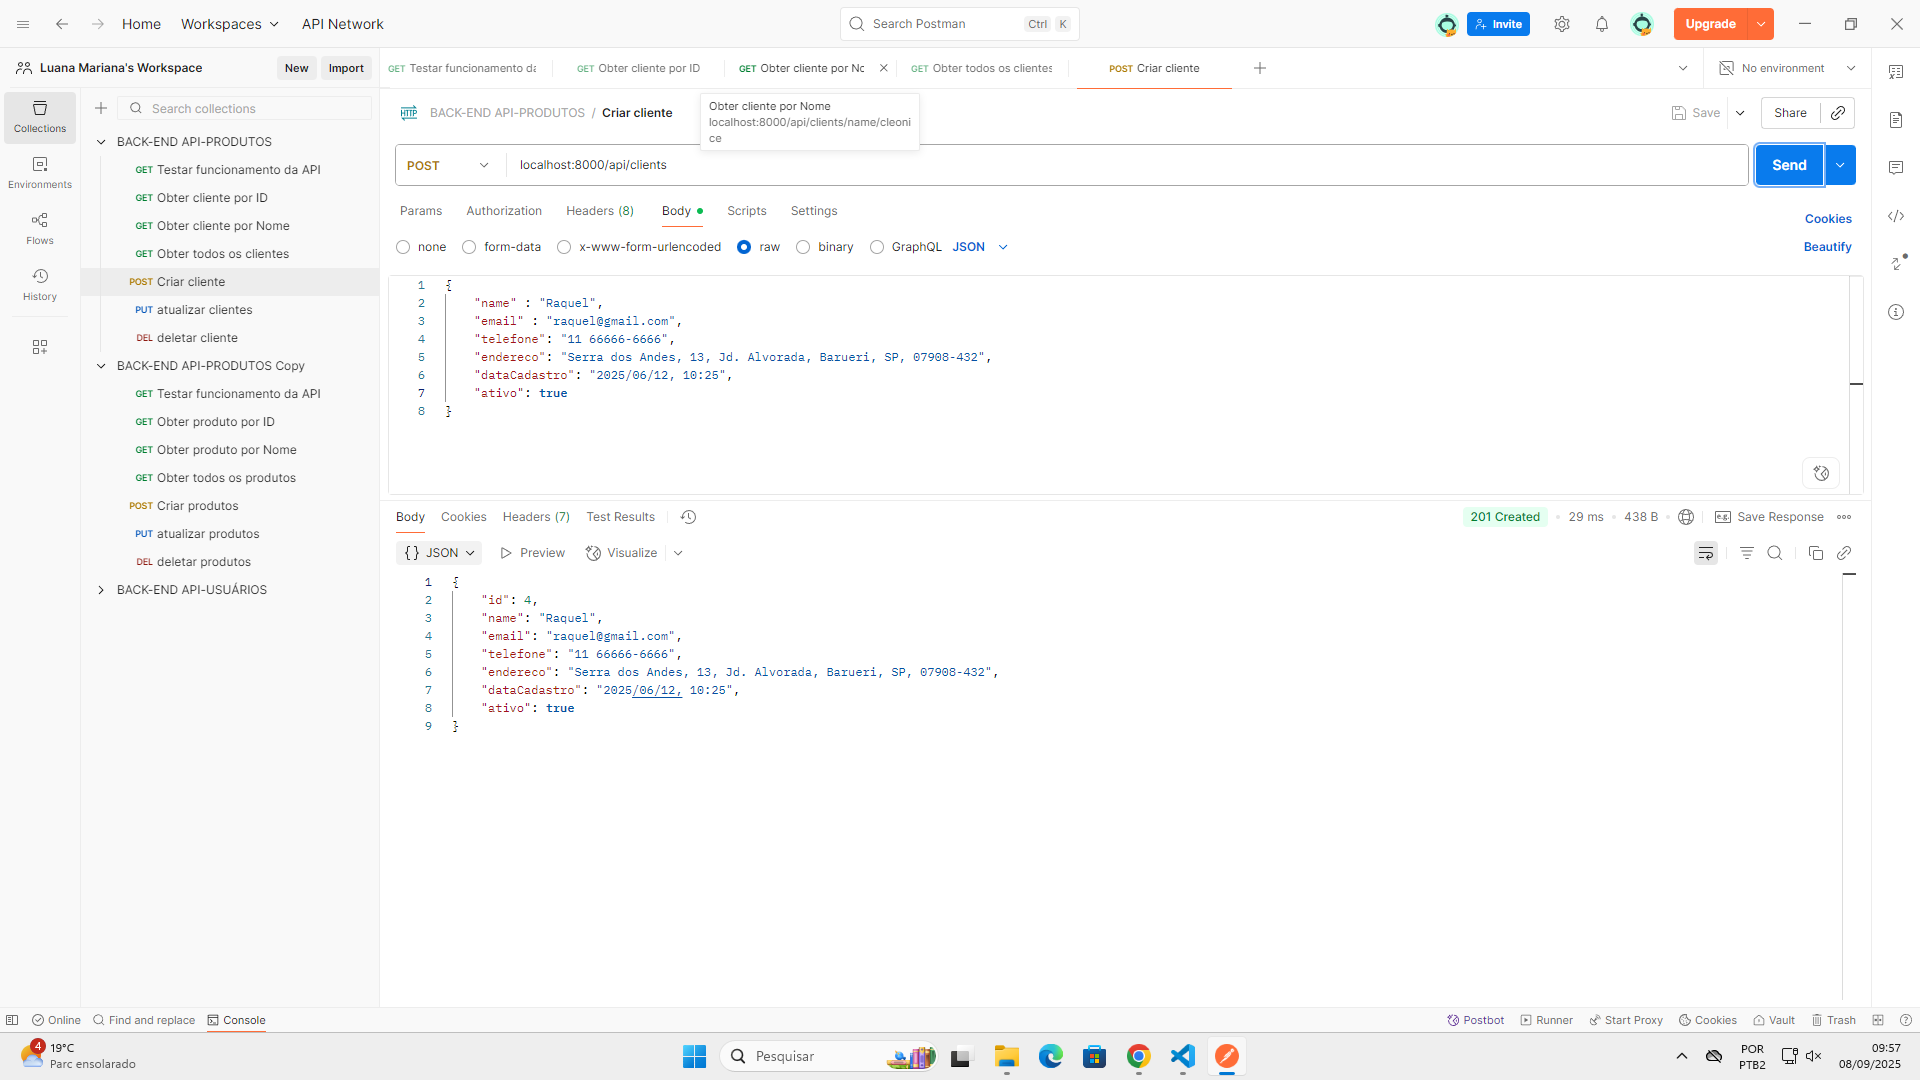 Home
Workspaces
API Network
Search Postman
Ctrl K
Invite
Upgrade
Luana Mariana's Workspace
New
Import
GET Testar funcionamento da
GET Obter cliente por ID
GET Obter cliente por No
GET Obter todos os clientes
POST Criar cliente
No environment
Collections
Environments
Flows
History
Search collections
BACK-END API-PRODUTOS
GET Testar funcionamento da API
GET Obter cliente por ID
GET Obter cliente por Nome
GET Obter todos os clientes
POST Criar cliente
PUT atualizar clientes
DEL deletar cliente
BACK-END API-PRODUTOS Copy
GET Testar funcionamento da API
GET Obter produto por ID
GET Obter produto por Nome
GET Obter todos os produtos
POST Criar produtos
PUT atualizar produtos
DEL deletar produtos
BACK-END API-USUÁRIOS
HTTP BACK-END API-PRODUTOS / Criar cliente
Obter cliente por Nome
localhost:8000/api/clients/name/cleoni
ce
Save
Share
POST
localhost:8000/api/clients
Send
Params
Authorization
Headers (8)
Body
Scripts
Settings
Cookies
none
form-data
x-www-form-urlencoded
raw
binary
GraphQL
JSON
Beautify
1 {
2 "name" : "Raquel",
3 "email" : "raquel@gmail.com",
4 "telefone": "11 66666-6666",
5 "endereco": "Serra dos Andes, 13, Jd. Alvorada, Barueri, SP, 07908-432",
6 "dataCadastro": "2025/06/12, 10:25",
7 "ativo": true
8 }
Body
Cookies
Headers (7)
Test Results
201 Created
29 ms
438 B
e.g. Save Response
{} JSON
Preview
Visualize
1 {
2 "id": 4,
3 "name": "Raquel",
4 "email": "raquel@gmail.com",
5 "telefone": "11 66666-6666",
6 "endereco": "Serra dos Andes, 13, Jd. Alvorada, Barueri, SP, 07908-432",
7 "dataCadastro": "2025/06/12, 10:25",
8 "ativo": true
9 }
Online
Find and replace
Console
Postbot
Runner
Start Proxy
Cookies
Vault
Trash
4
19°C
Parc ensolarado
Pesquisar
POR
PTB2
09:57
08/09/2025